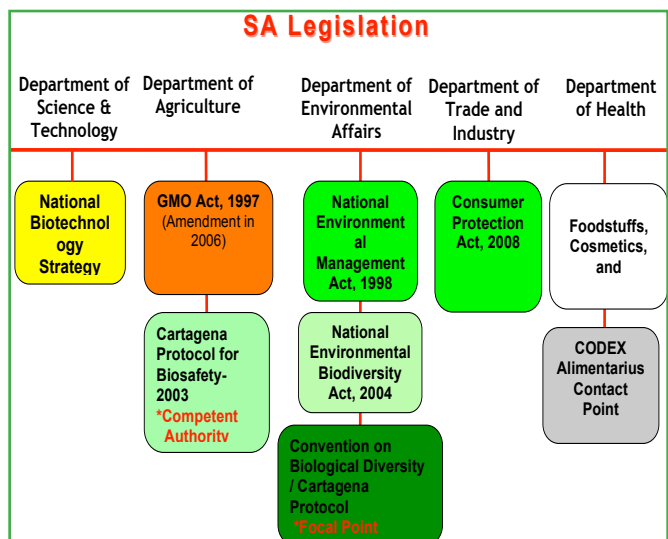 SA Legislation
Department of
Science &
Technology
Department of
Agriculture
Department of
Environmental
Affairs
Department of
Trade and
Industry
Department
of Health
National
Biotechnol
ogy
Strategy
GMO Act, 1997
(Amendment in
2006)
Cartagena
Protocol for
Biosafety-
2003
*Competent
Authority
National
Environment
al
Management
Act, 1998
National
Environmental
Biodiversity
Act, 2004
Convention on
Biological Diversity
/ Cartagena
Protocol
*Focal Point
Consumer
Protection
Act, 2008
Foodstuffs,
Cosmetics,
and
CODEX
Alimentarius
Contact
Point